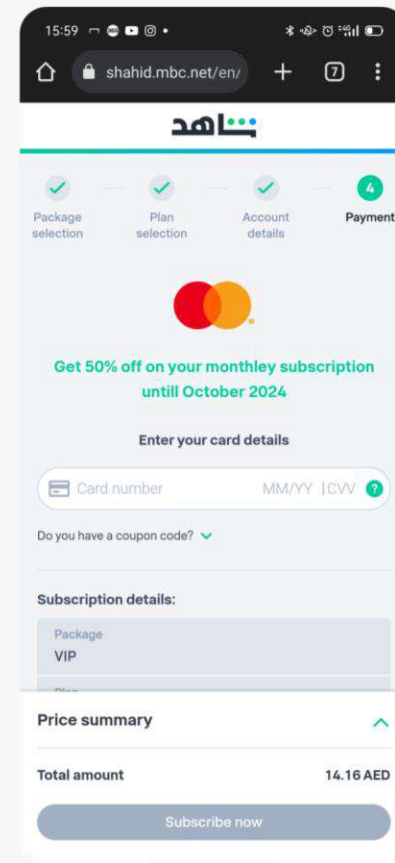 15:59
shahid.mbc.net/en/
7
شاهد
4
Package selection
Plan selection
Account details
Payment
Get 50% off on your monthley subscription
untill October 2024
Enter your card details
Card number MM/YY |CVV ?
Do you have a coupon code?
Subscription details:
Package
VIP
Plan
Price summary
Total amount 14.16 AED
Subscribe now